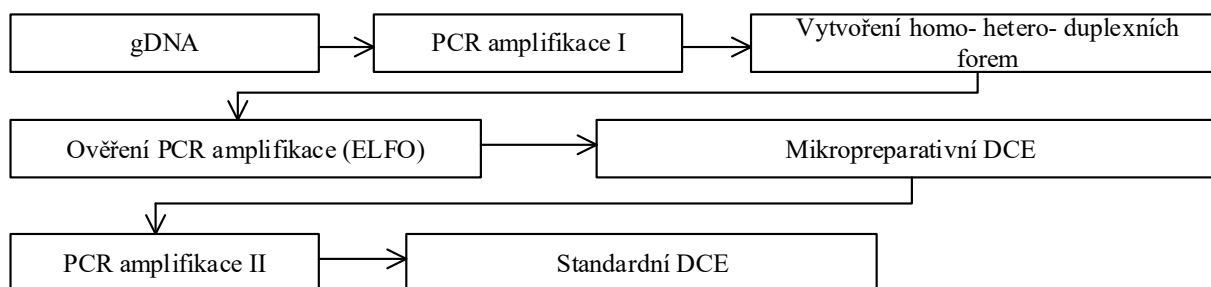 gDNA
PCR amplifikace I
Vytvoření homo- hetero- duplexních
forem
Ověření PCR amplifikace (ELFO)
Mikropreparativní DCE
PCR amplifikace II
Standardní DCE